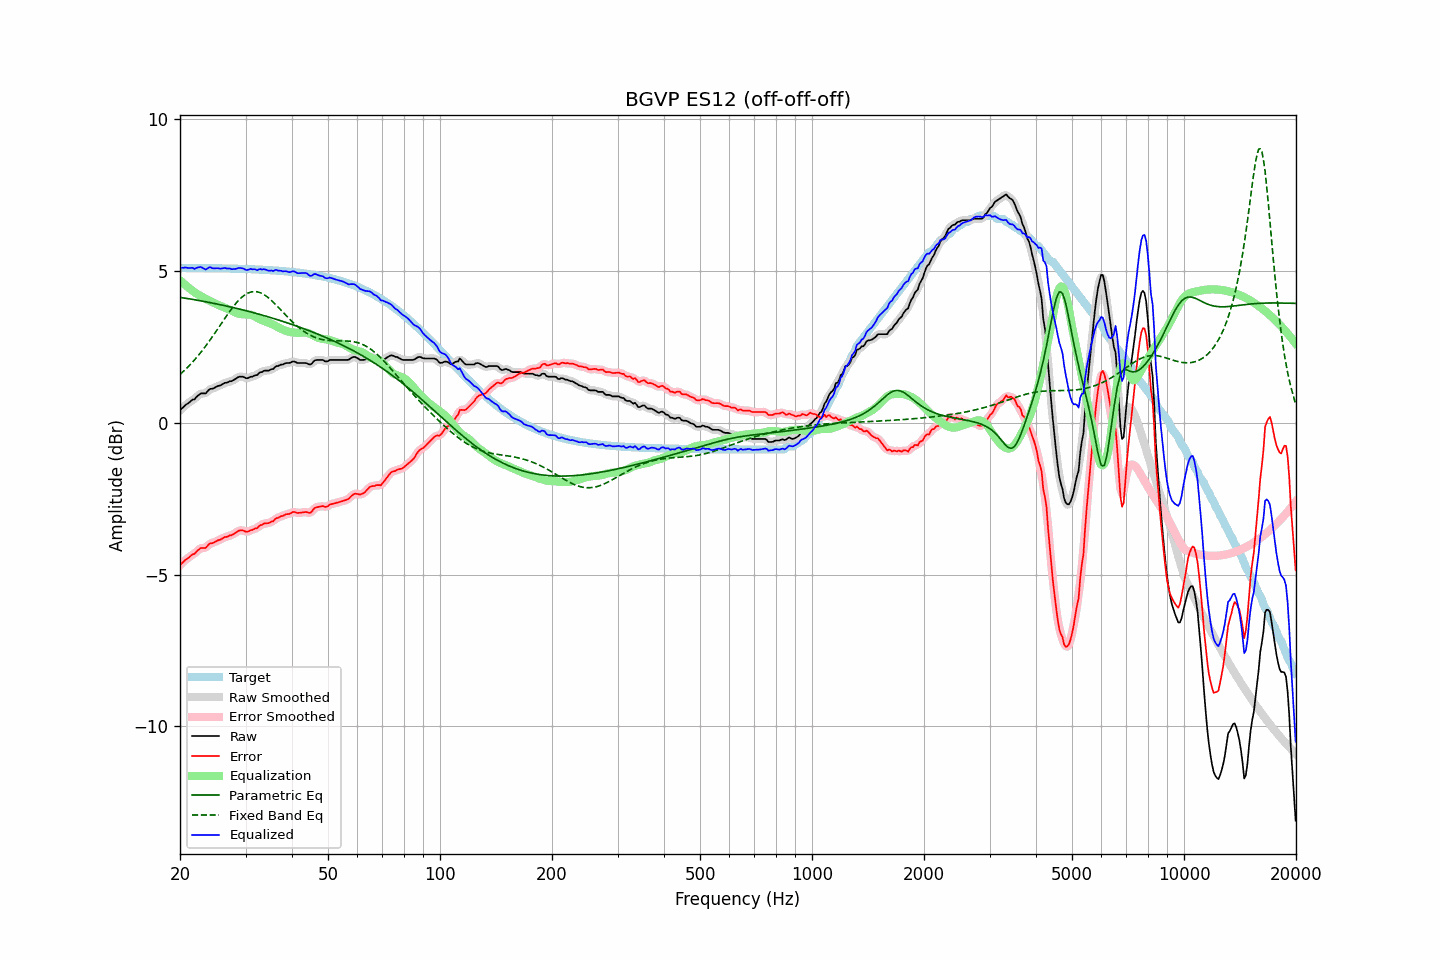 BGVP ES12 (off-off-off)
10
5
0
−5
−10
Amplitude (dBr)
Target
Raw Smoothed
Error Smoothed
Raw
Error
Equalization
Parametric Eq
Fixed Band Eq
Equalized
20
50
100
200
500
1000
2000
5000
10000
20000
Frequency (Hz)